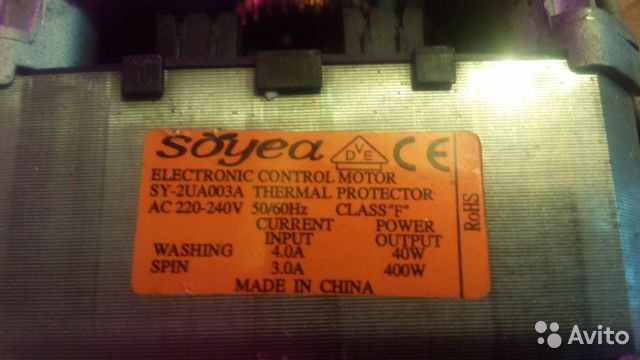 soyea DVE CE
ELECTRONIC CONTROL MOTOR
SY-2UA003A THERMAL PROTECTOR
AC 220-240V 50/60Hz CLASS"F"
CURRENT POWER
INPUT OUTPUT
WASHING 4.0A 40W
SPIN 3.0A 400W
MADE IN CHINA
RoHS
Avito